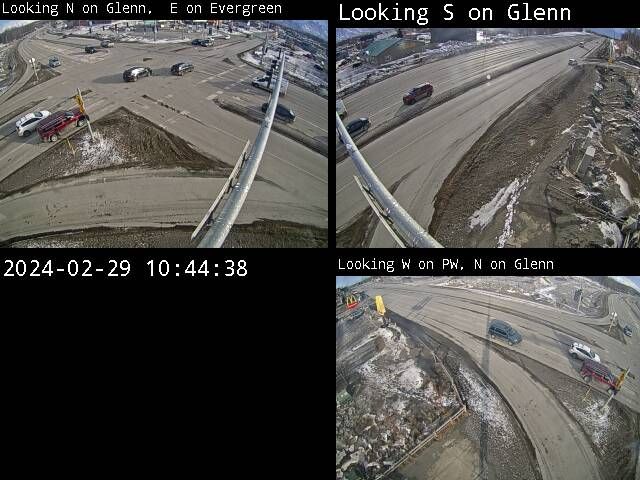 Looking N on Glenn,  E on Evergreen
Looking S on Glenn
2024-02-29 10:44:38
Looking W on PW, N on Glenn